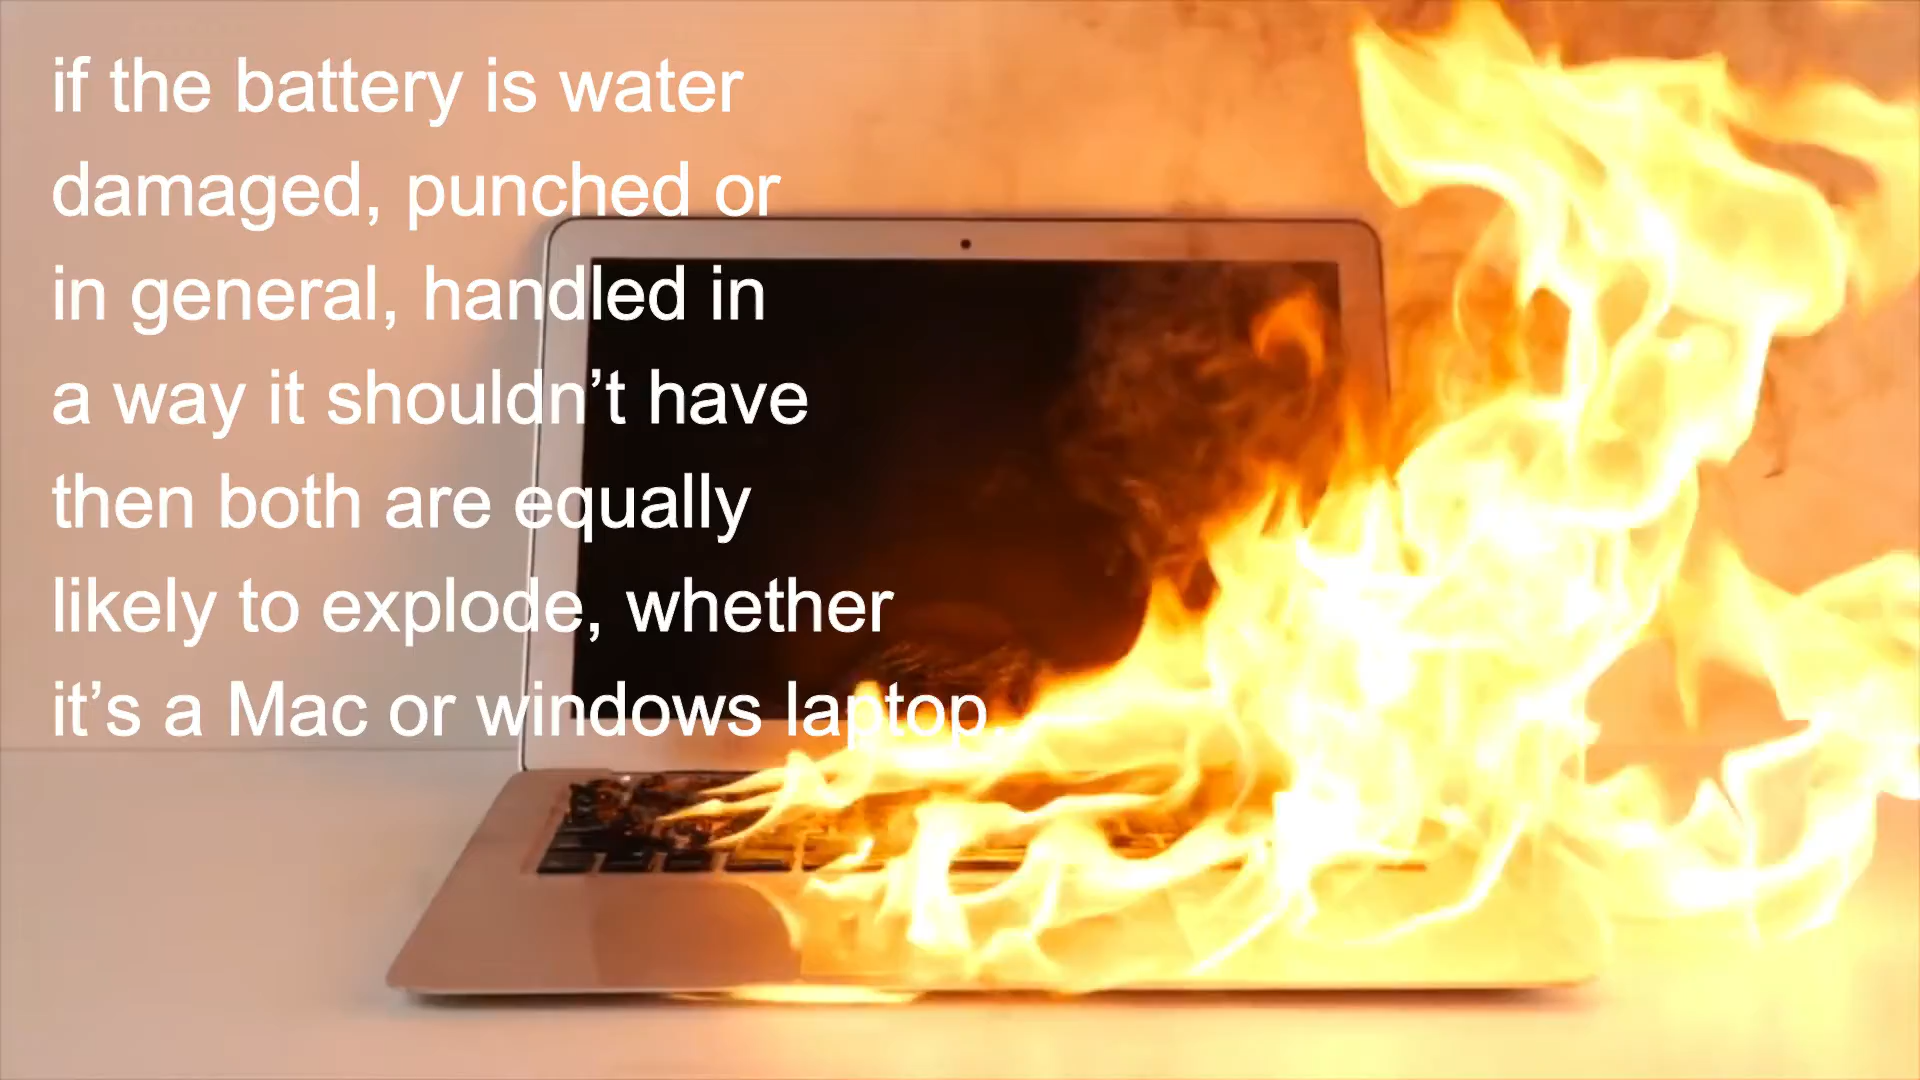 if the battery is water
damaged, punched or
in general, handled in
a way it shouldn’t have
then both are equally
likely to explode, whether
it’s a Mac or windows laptop.